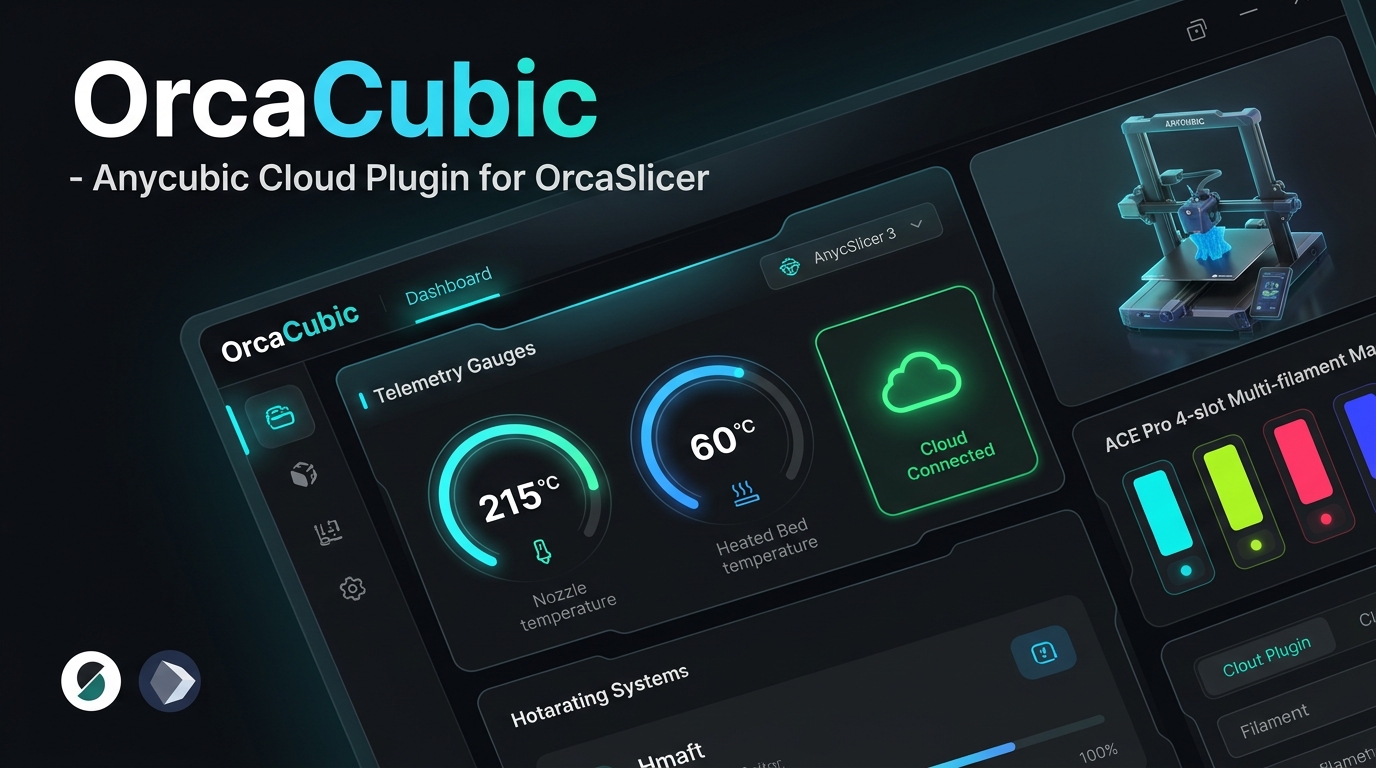 OrcaCubic
- Anycubic Cloud Plugin for OrcaSlicer
OrcaCubic
Dashboard
AnycSlicer 3
Telemetry Gauges
215°C
Nozzle
temperature
60°C
Heated Bed
temperature
Cloud
Connected
ACE Pro 4-slot Multi-filament Ma
Hotarating Systems
Hmaft
100%
Clout Plugin
Cl
Filament